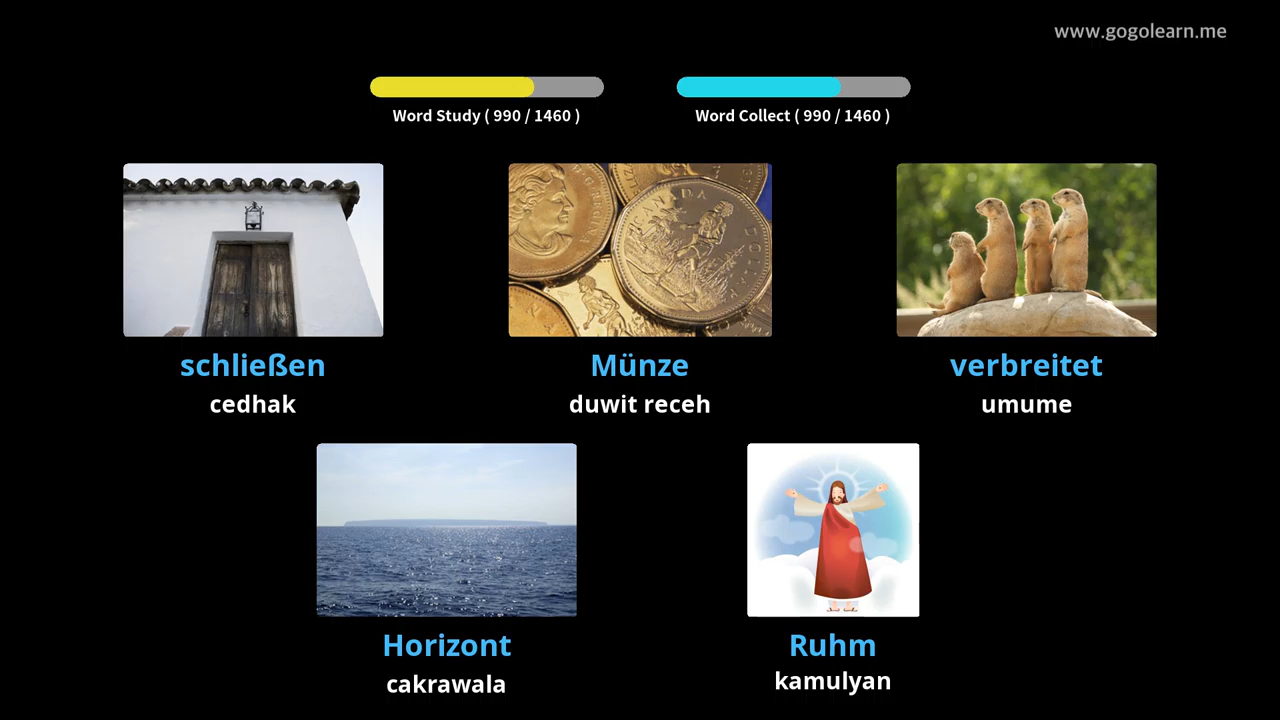 www.gogolearn.me
Word Study ( 990 / 1460 )
Word Collect ( 990 / 1460 )
schließen
cedhak
Münze
duwit receh
verbreitet
umume
Horizont
cakrawala
Ruhm
kamulyan